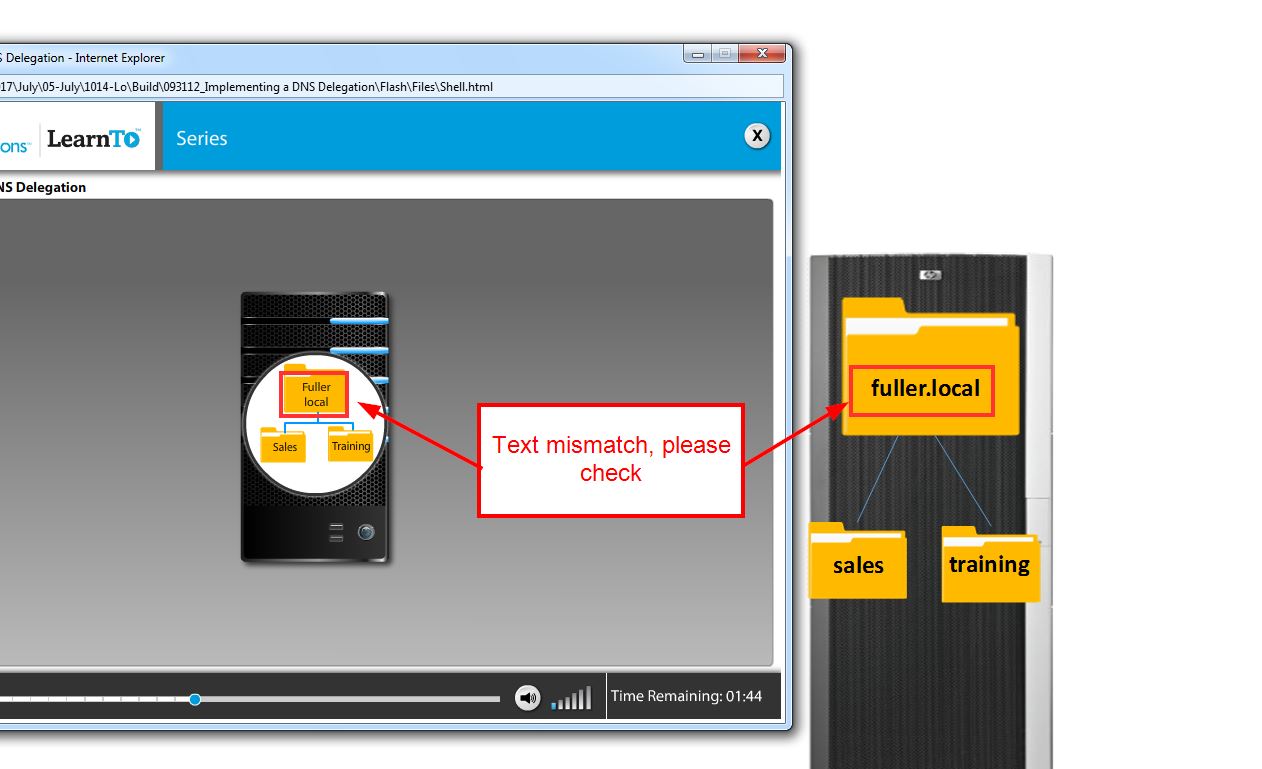 S Delegation - Internet Explorer
17\July\05-July\1014-Lo\Build\093112_Implementing a DNS Delegation\Flash\Files\Shell.html
ons™ LearnTo™
Series
X
NS Delegation
hp
fuller.local
Fuller
local
Sales
Training
Text mismatch, please
check
sales
training
Time Remaining: 01:44